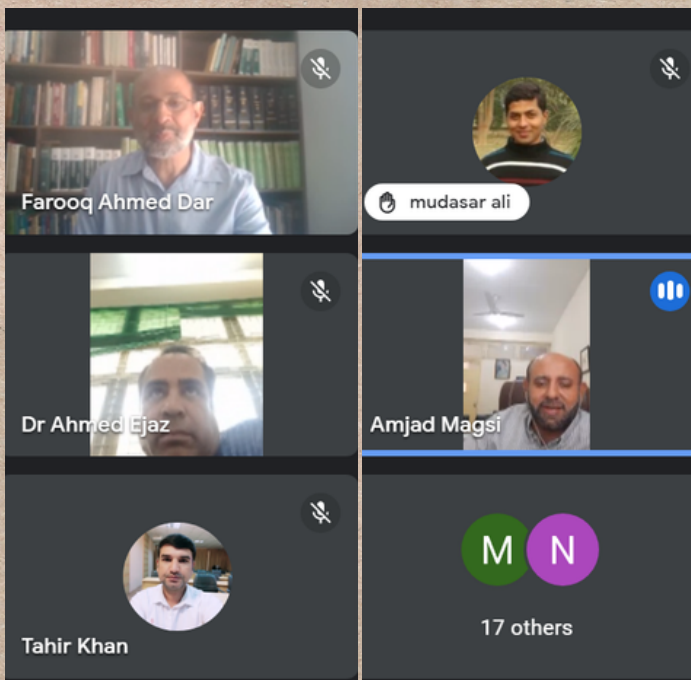 Farooq Ahmed Dar
mudasar ali
Dr Ahmed Ejaz
Amjad Magsi
Tahir Khan
M N
17 others